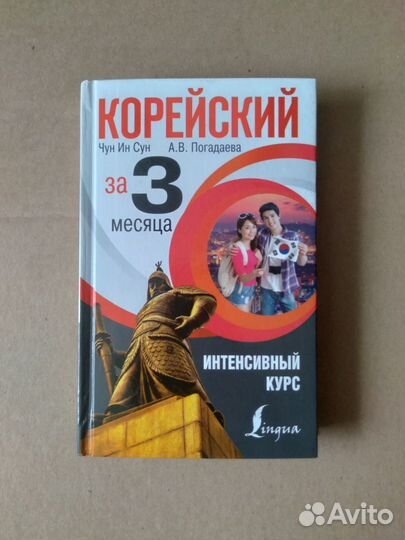 КОРЕЙСКИЙ
Чун Ин Сун А.В. Погадаева
за 3
месяца
ИНТЕНСИВНЫЙ
КУРС
Lingua
Avito